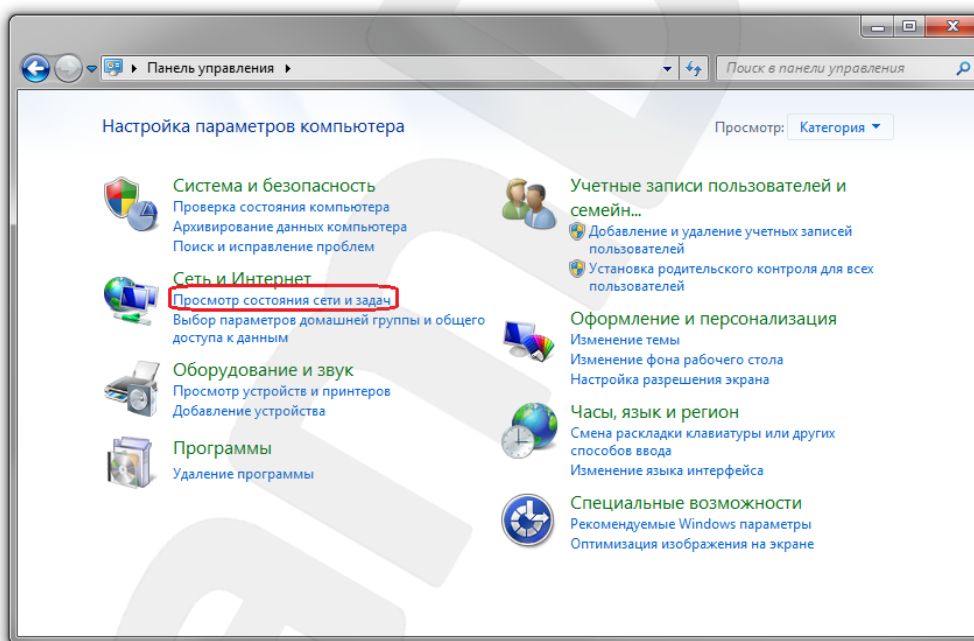 Панель управления
Поиск в панели управления
Настройка параметров компьютера
Просмотр: Категория
Система и безопасность
Проверка состояния компьютера
Архивирование данных компьютера
Поиск и исправление проблем
Сеть и Интернет
Просмотр состояния сети и задач
Выбор параметров домашней группы и общего
доступа к данным
Оборудование и звук
Просмотр устройств и принтеров
Добавление устройства
Программы
Удаление программы
Учетные записи пользователей и
семейн...
Добавление и удаление учетных записей
пользователей
Установка родительского контроля для всех
пользователей
Оформление и персонализация
Изменение темы
Изменение фона рабочего стола
Настройка разрешения экрана
Часы, язык и регион
Смена раскладки клавиатуры или других
способов ввода
Изменение языка интерфейса
Специальные возможности
Рекомендуемые Windows параметры
Оптимизация изображения на экране